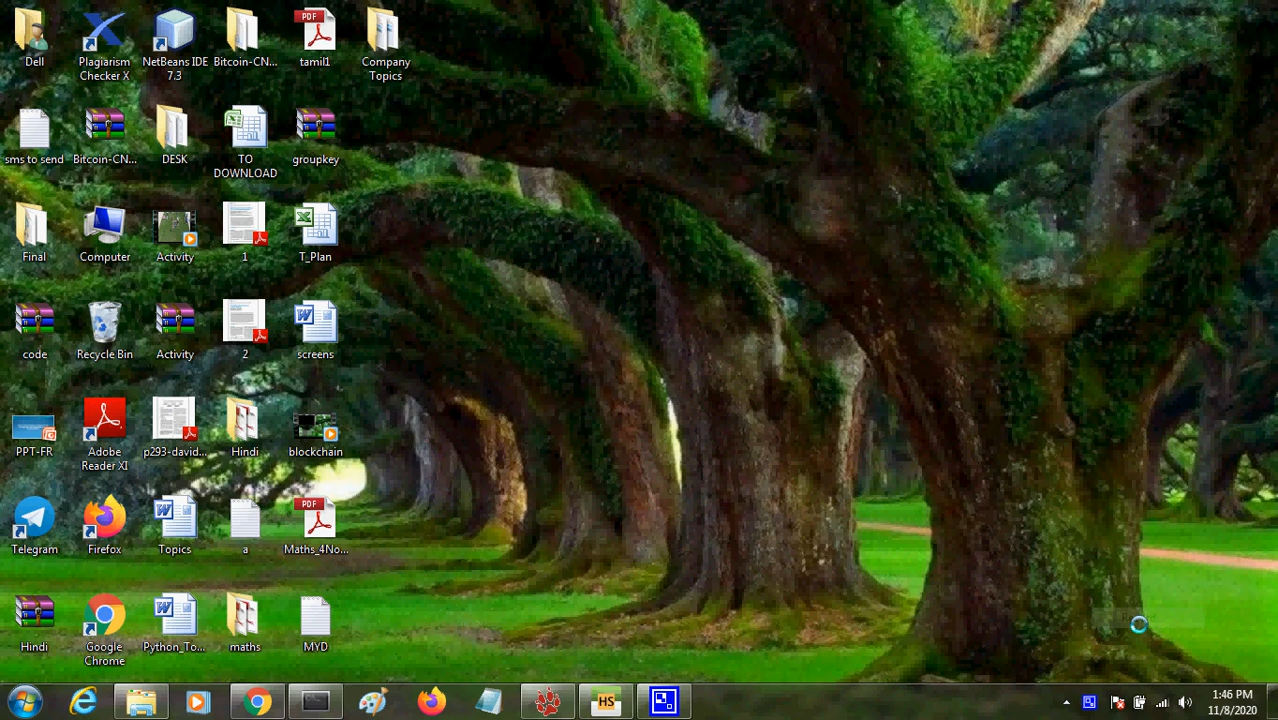 Dell
Plagiarism
Checker X
NetBeans IDE
7.3
Bitcoin-CN...
PDF
tamil1
Company
Topics
sms to send
Bitcoin-CN...
DESK
TO
DOWNLOAD
groupkey
Final
Computer
Activity
1
T_Plan
code
Recycle Bin
Activity
2
screens
PPT-FR
Adobe
Reader XI
p293-david...
Hindi
blockchain
Telegram
Firefox
Topics
a
PDF
Maths_4No...
Hindi
Google
Chrome
Python_To...
maths
MYD
HS
1:46 PM
11/8/2020